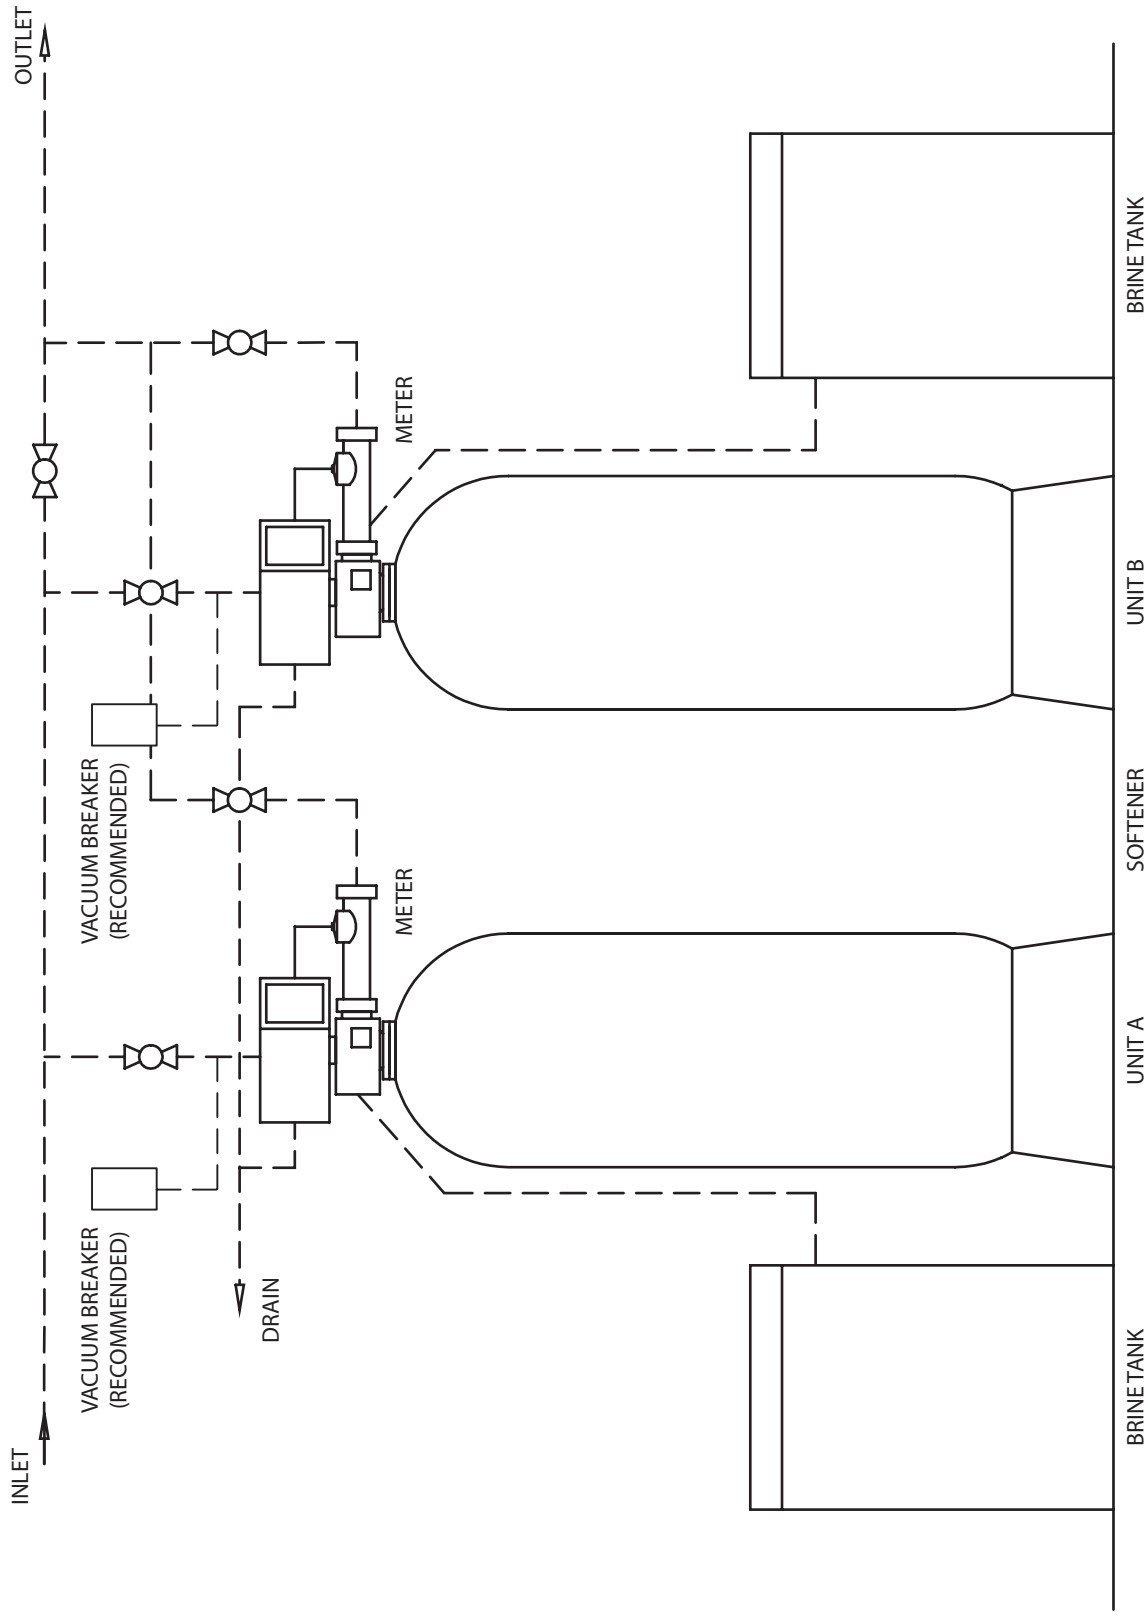 INLET
OUTLET
VACUUM BREAKER
(RECOMMENDED)
VACUUM BREAKER
(RECOMMENDED)
DRAIN
METER
METER
BRINE TANK
UNIT A
SOFTENER
UNIT B
BRINE TANK